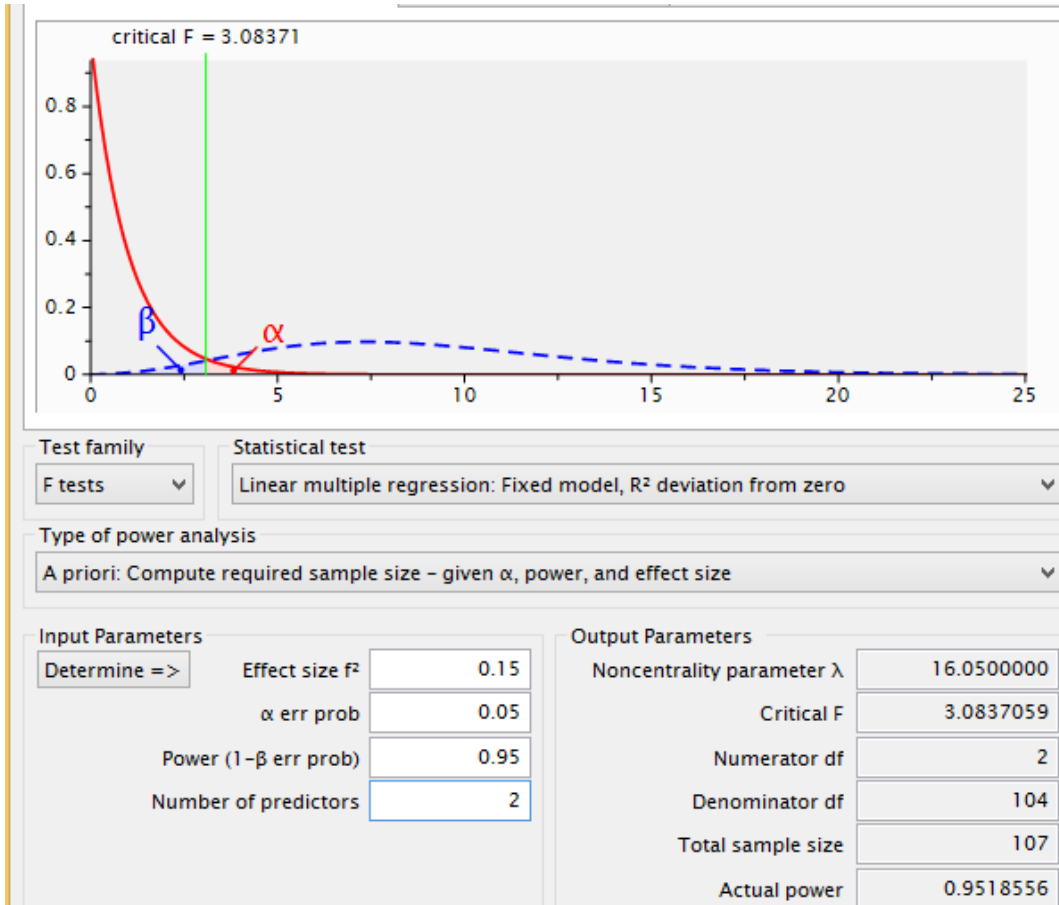 critical F = 3.08371
0.8
0.6
0.4
0.2
β
α
0
0 5 10 15 20 25
Test family
Statistical test
F tests
Linear multiple regression: Fixed model, R² deviation from zero
Type of power analysis
A priori: Compute required sample size – given α, power, and effect size
Input Parameters
Determine => Effect size f² 0.15
α err prob 0.05
Power (1–β err prob) 0.95
Number of predictors 2
Output Parameters
Noncentrality parameter λ 16.0500000
Critical F 3.0837059
Numerator df 2
Denominator df 104
Total sample size 107
Actual power 0.9518556